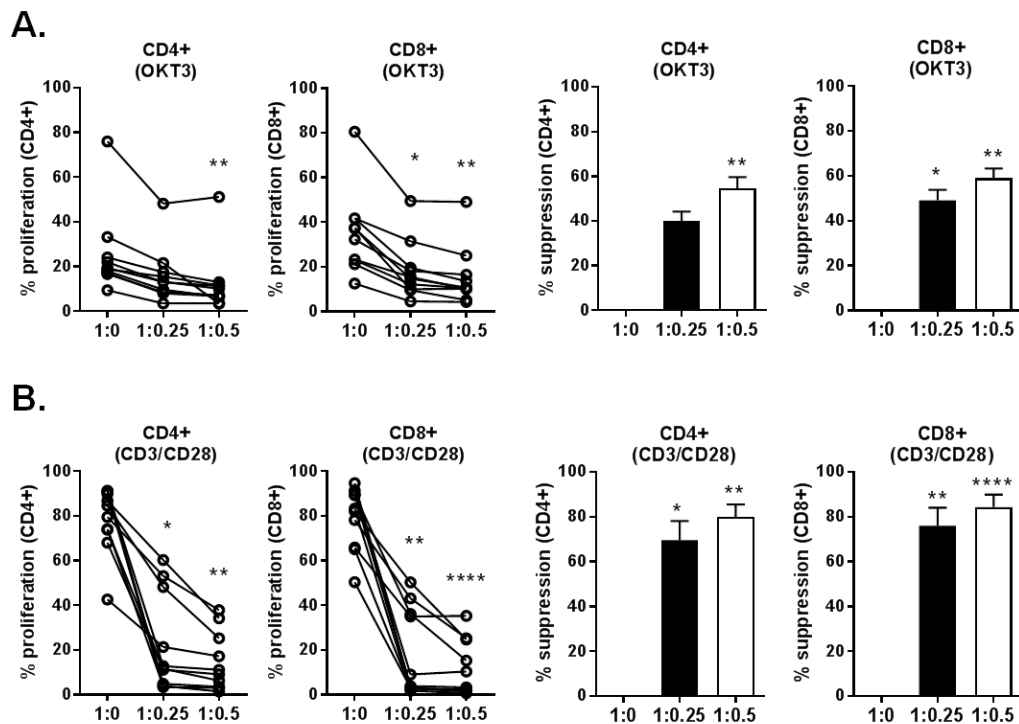 A.
CD4+
(OKT3)
% proliferation (CD4+)
100
80
60
40
20
0
**
1:0 1:0.25 1:0.5
CD8+
(OKT3)
% proliferation (CD8+)
100
80
60
40
20
0
* **
1:0 1:0.25 1:0.5
CD4+
(OKT3)
% suppression (CD4+)
100
80
60
40
20
0
**
1:0 1:0.25 1:0.5
CD8+
(OKT3)
% suppression (CD8+)
100
80
60
40
20
0
* **
1:0 1:0.25 1:0.5
B.
CD4+
(CD3/CD28)
% proliferation (CD4+)
100
80
60
40
20
0
* **
1:0 1:0.25 1:0.5
CD8+
(CD3/CD28)
% proliferation (CD8+)
100
80
60
40
20
0
** ****
1:0 1:0.25 1:0.5
CD4+
(CD3/CD28)
% suppression (CD4+)
100
80
60
40
20
0
* **
1:0 1:0.25 1:0.5
CD8+
(CD3/CD28)
% suppression (CD8+)
100
80
60
40
20
0
** ****
1:0 1:0.25 1:0.5